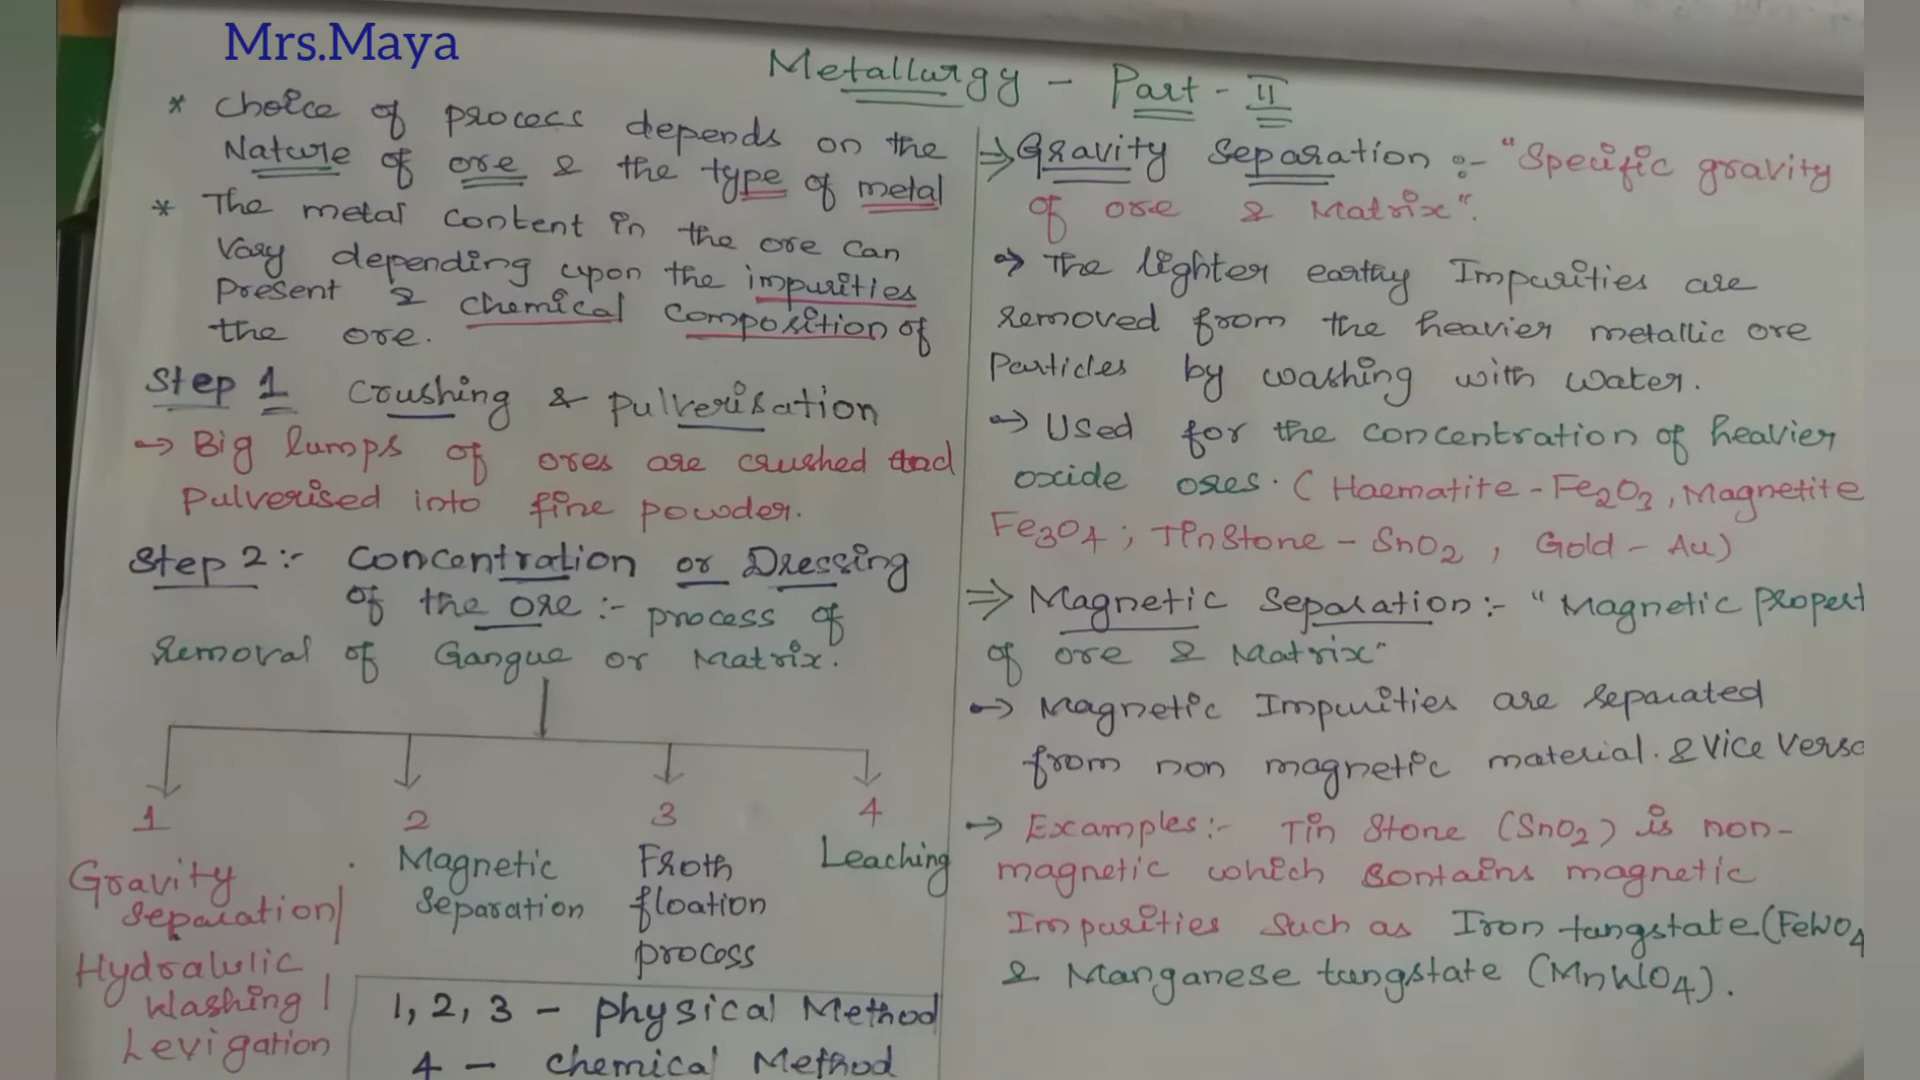 Mrs.Maya
Metallurgy - Part - II
* Choice of process depends on the
Nature of ore & the type of metal
* The metal content in the ore can
Vary depending upon the impurities
present & chemical composition of
the ore.
Step 1 Crushing & pulverisation
→ Big lumps of ores are crushed and
pulverised into fine powder.
Step 2 :- Concentration or Dressing
of the ore :- process of
removal of Gangue or Matrix.
1
Gravity
separation/
Hydralulic
Washing /
Levigation
2
Magnetic
Separation
3
Froth
floation
process
4
Leaching
1, 2, 3 - physical Method
4 - chemical Method
⇒ Gravity Separation :- "Specific gravity
of ore & Matrix".
→ The lighter earthy Impurities are
removed from the heavier metallic ore
particles by washing with water.
→ Used for the concentration of heavier
oxide ores. (Haematite - Fe2O3, Magnetite
Fe3O4 ; TinStone - SnO2 , Gold - Au)
⇒ Magnetic Separation :- "Magnetic propert
of ore & Matrix"
→ Magnetic Impurities are separated
from non magnetic material. & Vice Versa
→ Examples :- Tin Stone (SnO2) is non-
magnetic which contains magnetic
Impurities such as Iron tungstate (FeWO4
& Manganese tungstate (MnWO4).